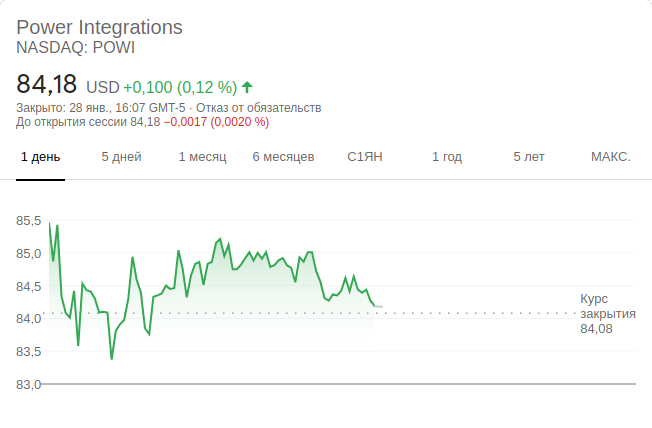 Power Integrations
NASDAQ: POWI
84,18 USD +0,100 (0,12 %)
Закрыто: 28 янв., 16:07 GMT-5 · Отказ от обязательств
До открытия сессии 84,18 −0,0017 (0,0020 %)
1 день 5 дней 1 месяц 6 месяцев С1ЯН 1 год 5 лет МАКС.
85,5
85,0
84,5
84,0
83,5
83,0
Курс
закрытия
84,08